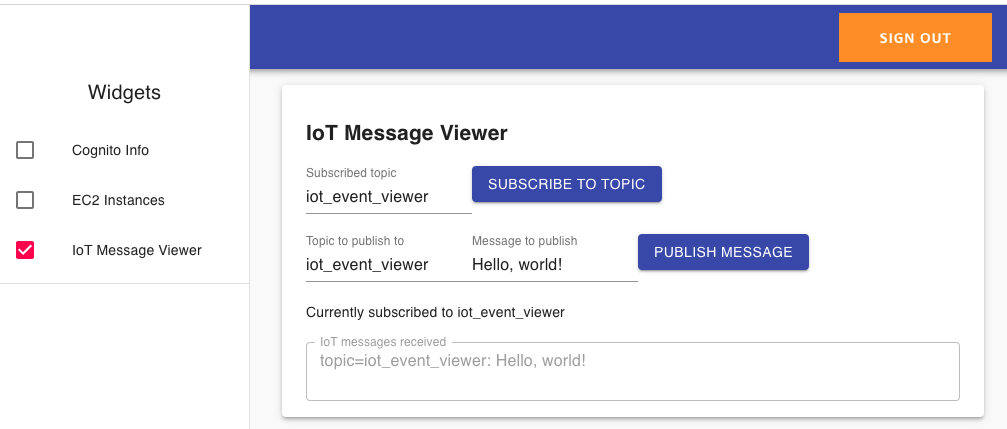 SIGN OUT
Widgets
Cognito Info
EC2 Instances
IoT Message Viewer
IoT Message Viewer
Subscribed topic
iot_event_viewer
SUBSCRIBE TO TOPIC
Topic to publish to
iot_event_viewer
Message to publish
Hello, world!
PUBLISH MESSAGE
Currently subscribed to iot_event_viewer
IoT messages received
topic=iot_event_viewer: Hello, world!